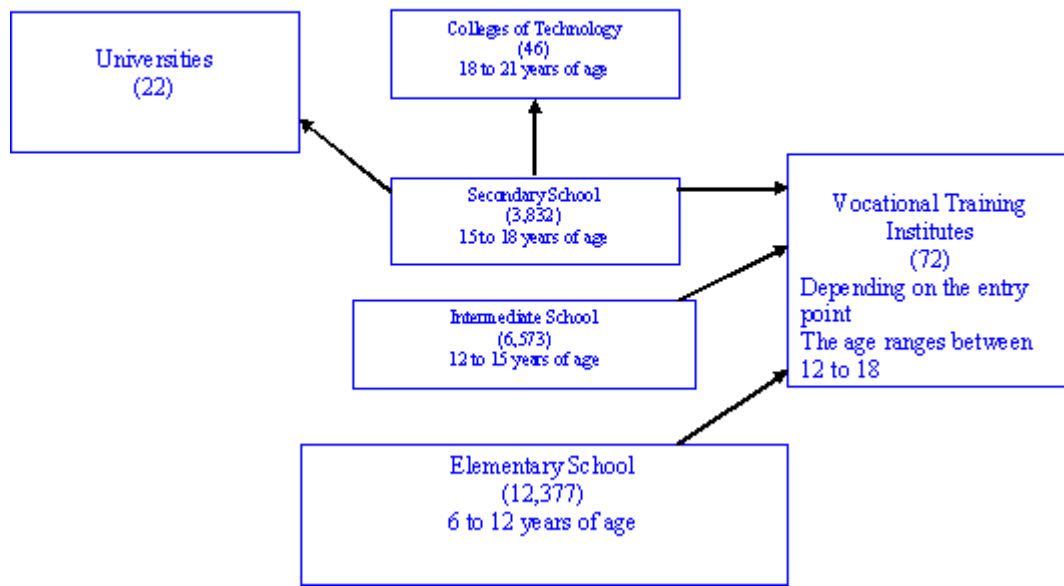 Colleges of Technology
(46)
18 to 21 years of age
Universities
(22)
Secondary School
(3,832)
15 to 18 years of age
Vocational Training
Institutes
(72)
Depending on the entry
point
The age ranges between
12 to 18
Intermediate School
(6,573)
12 to 15 years of age
Elementary School
(12,377)
6 to 12 years of age